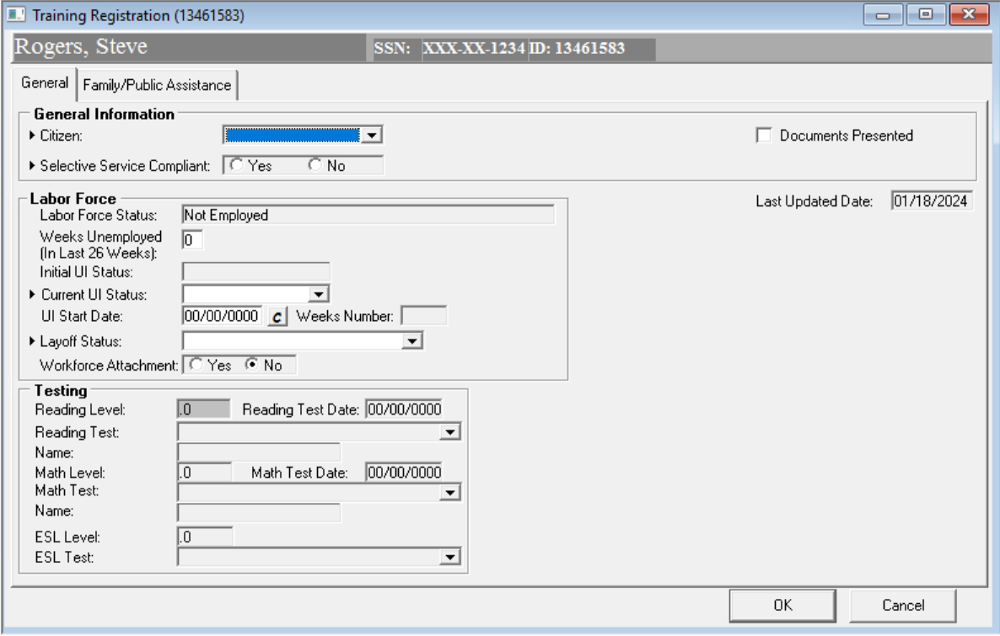 Training Registration (13461583)
Rogers, Steve SSN: XXX-XX-1234 ID: 13461583
General Family/Public Assistance
General Information
Citizen: Documents Presented
Selective Service Compliant: Yes No
Labor Force
Last Updated Date: 01/18/2024
Labor Force Status: Not Employed
Weeks Unemployed
(In Last 26 Weeks): 0
Initial UI Status:
Current UI Status:
UI Start Date: 00/00/0000 C Weeks Number:
Layoff Status:
Workforce Attachment: Yes No
Testing
Reading Level: .0 Reading Test Date: 00/00/0000
Reading Test:
Name:
Math Level: .0 Math Test Date: 00/00/0000
Math Test:
Name:
ESL Level: .0
ESL Test:
OK Cancel